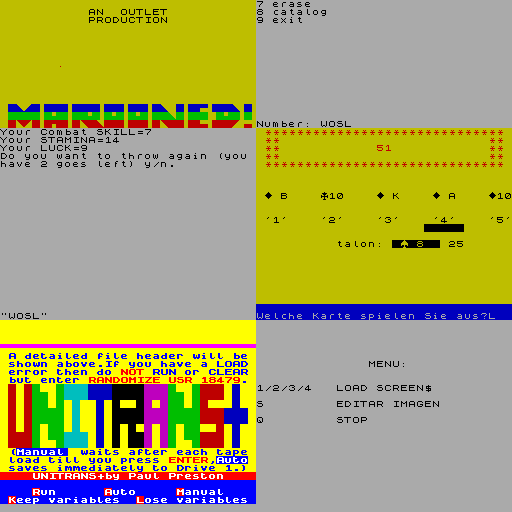 AN OUTLET
PRODUCTION
MAROONED!
7 erase
8 catalog
9 exit
Number: WOSL
Your Combat SKILL=7
Your STAMINA=14
Your LUCK=9
Do you want to throw again (you
have 2 goes left) y/n.
"WOSL"
******************************
** **
** 51 **
******************************
♦ B ♣10 ♦ K ♦ A ♦10
'1' '2' '3' '4' '5'
talon: ♠ 8 25
Welche Karte spielen Sie aus?L
A detailed file header will be
shown above.If you have a LOAD
error then do NOT RUN or CLEAR
but enter RANDOMIZE USR 18479.
UNITRANS+
(Manual waits after each tape
load till you press ENTER,Auto
saves immediately to Drive 1.)
UNITRANS+by Paul Preston
Run Auto Manual
Keep variables Lose variables
MENU:
1/2/3/4 LOAD SCREEN$
S EDITAR IMAGEN
Q STOP